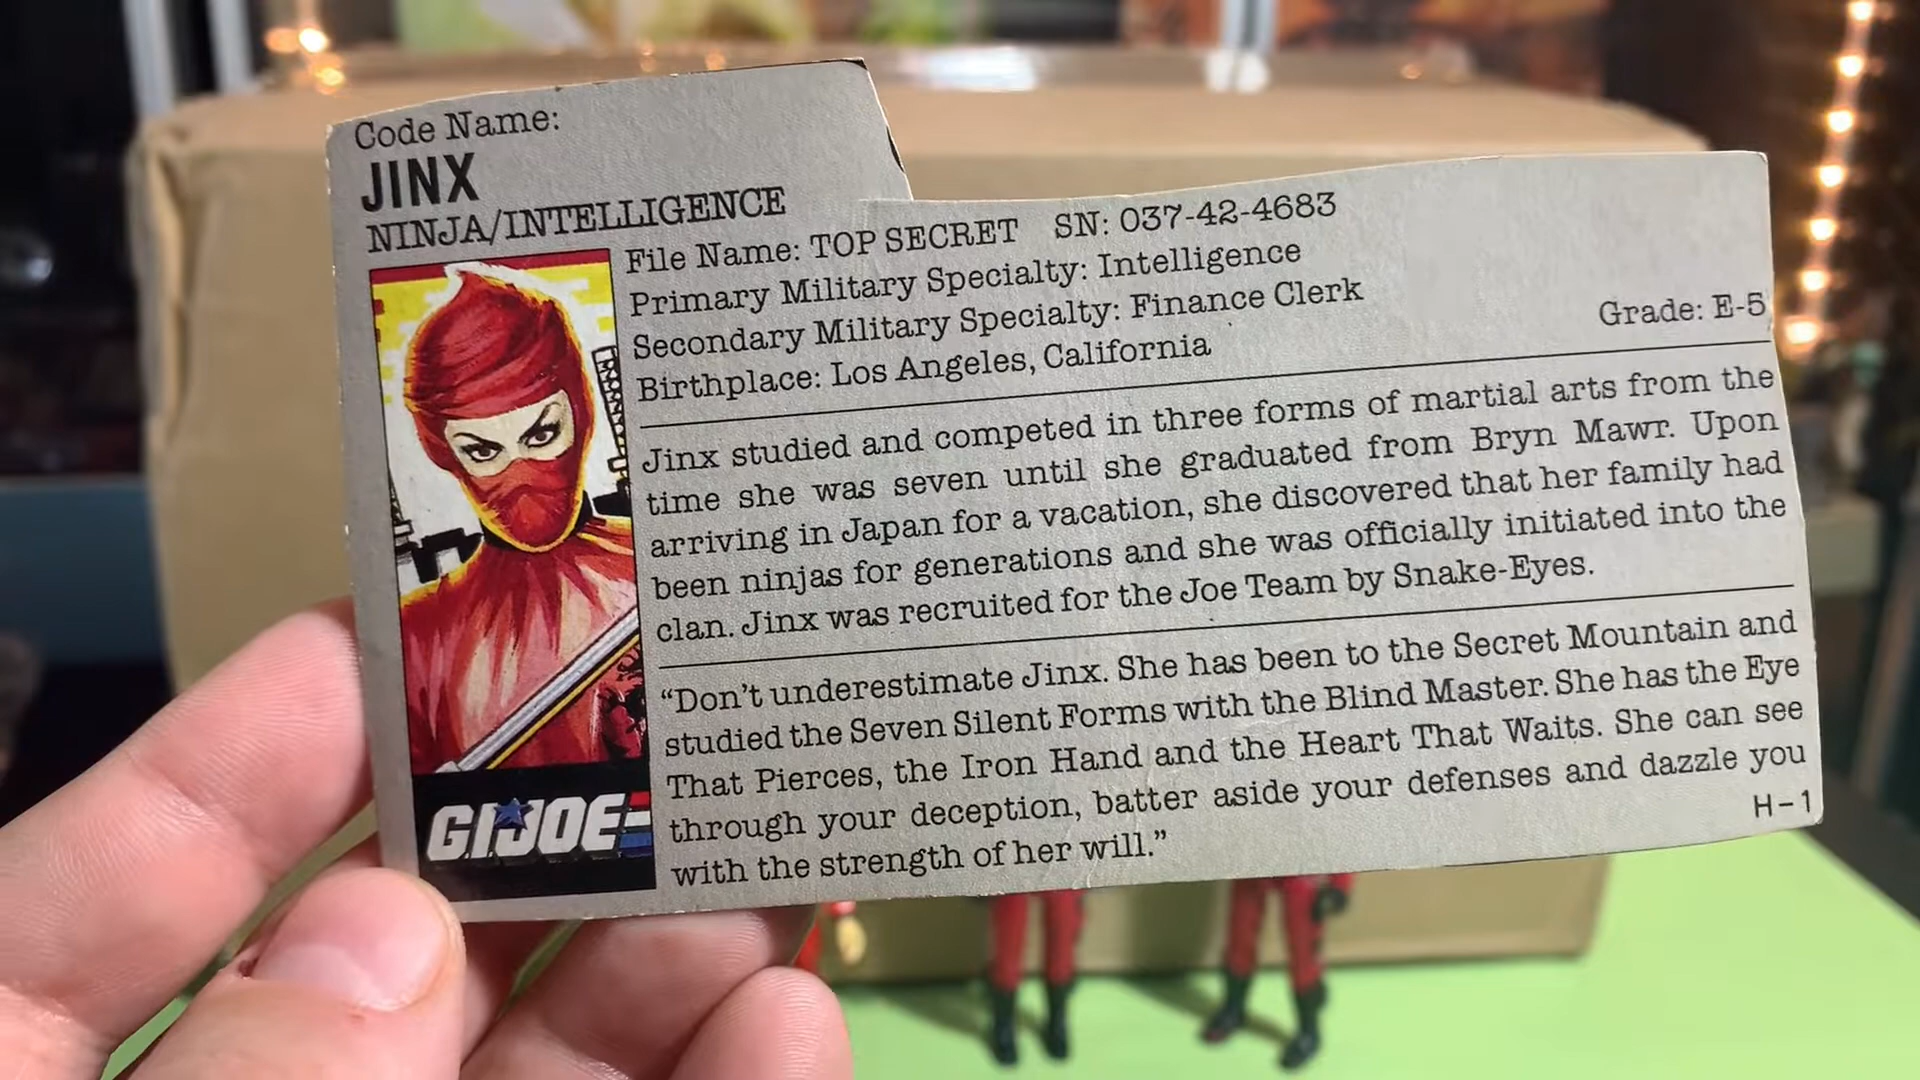 Code Name:
JINX
NINJA/INTELLIGENCE
File Name: TOP SECRET SN: 037-42-4683
Primary Military Specialty: Intelligence
Secondary Military Specialty: Finance Clerk
Birthplace: Los Angeles, California
Grade: E-5
Jinx studied and competed in three forms of martial arts from the
time she was seven until she graduated from Bryn Mawr. Upon
arriving in Japan for a vacation, she discovered that her family had
been ninjas for generations and she was officially initiated into the
clan. Jinx was recruited for the Joe Team by Snake-Eyes.
“Don’t underestimate Jinx. She has been to the Secret Mountain and
studied the Seven Silent Forms with the Blind Master. She has the Eye
That Pierces, the Iron Hand and the Heart That Waits. She can see
through your deception, batter aside your defenses and dazzle you
with the strength of her will.”
H-1
GI JOE